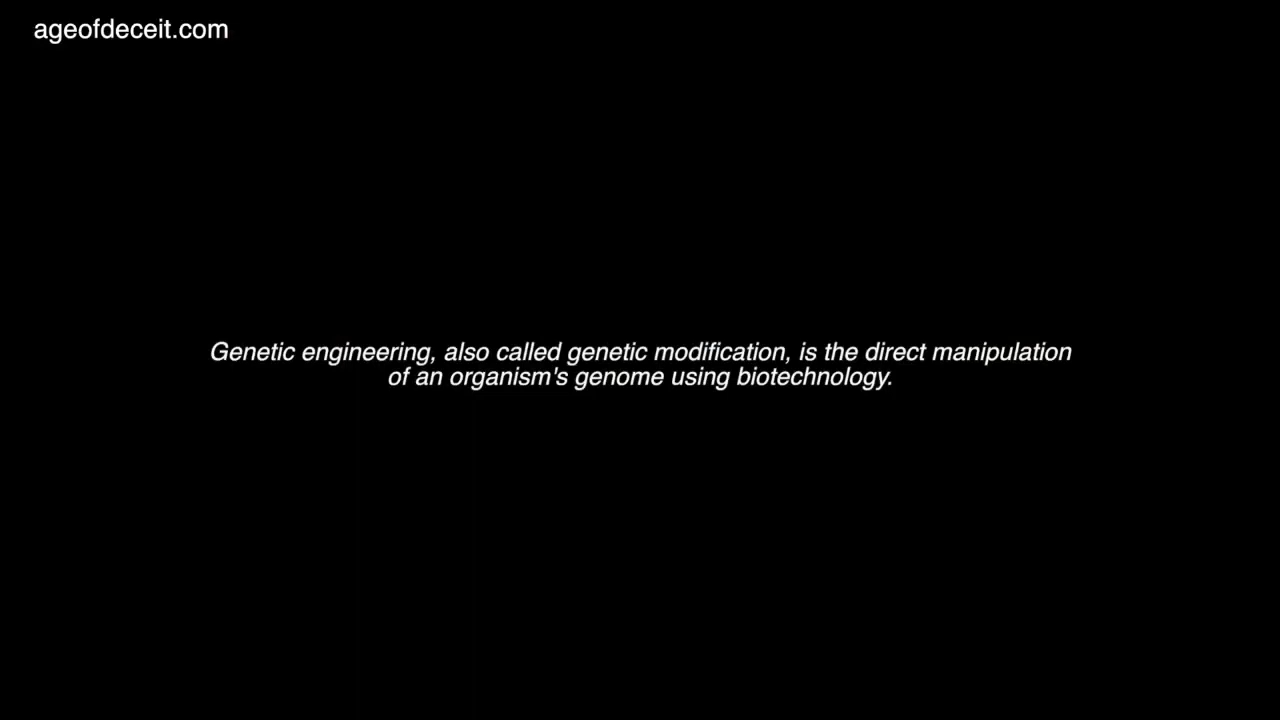 ageofdeceit.com
Genetic engineering, also called genetic modification, is the direct manipulation
of an organism's genome using biotechnology.